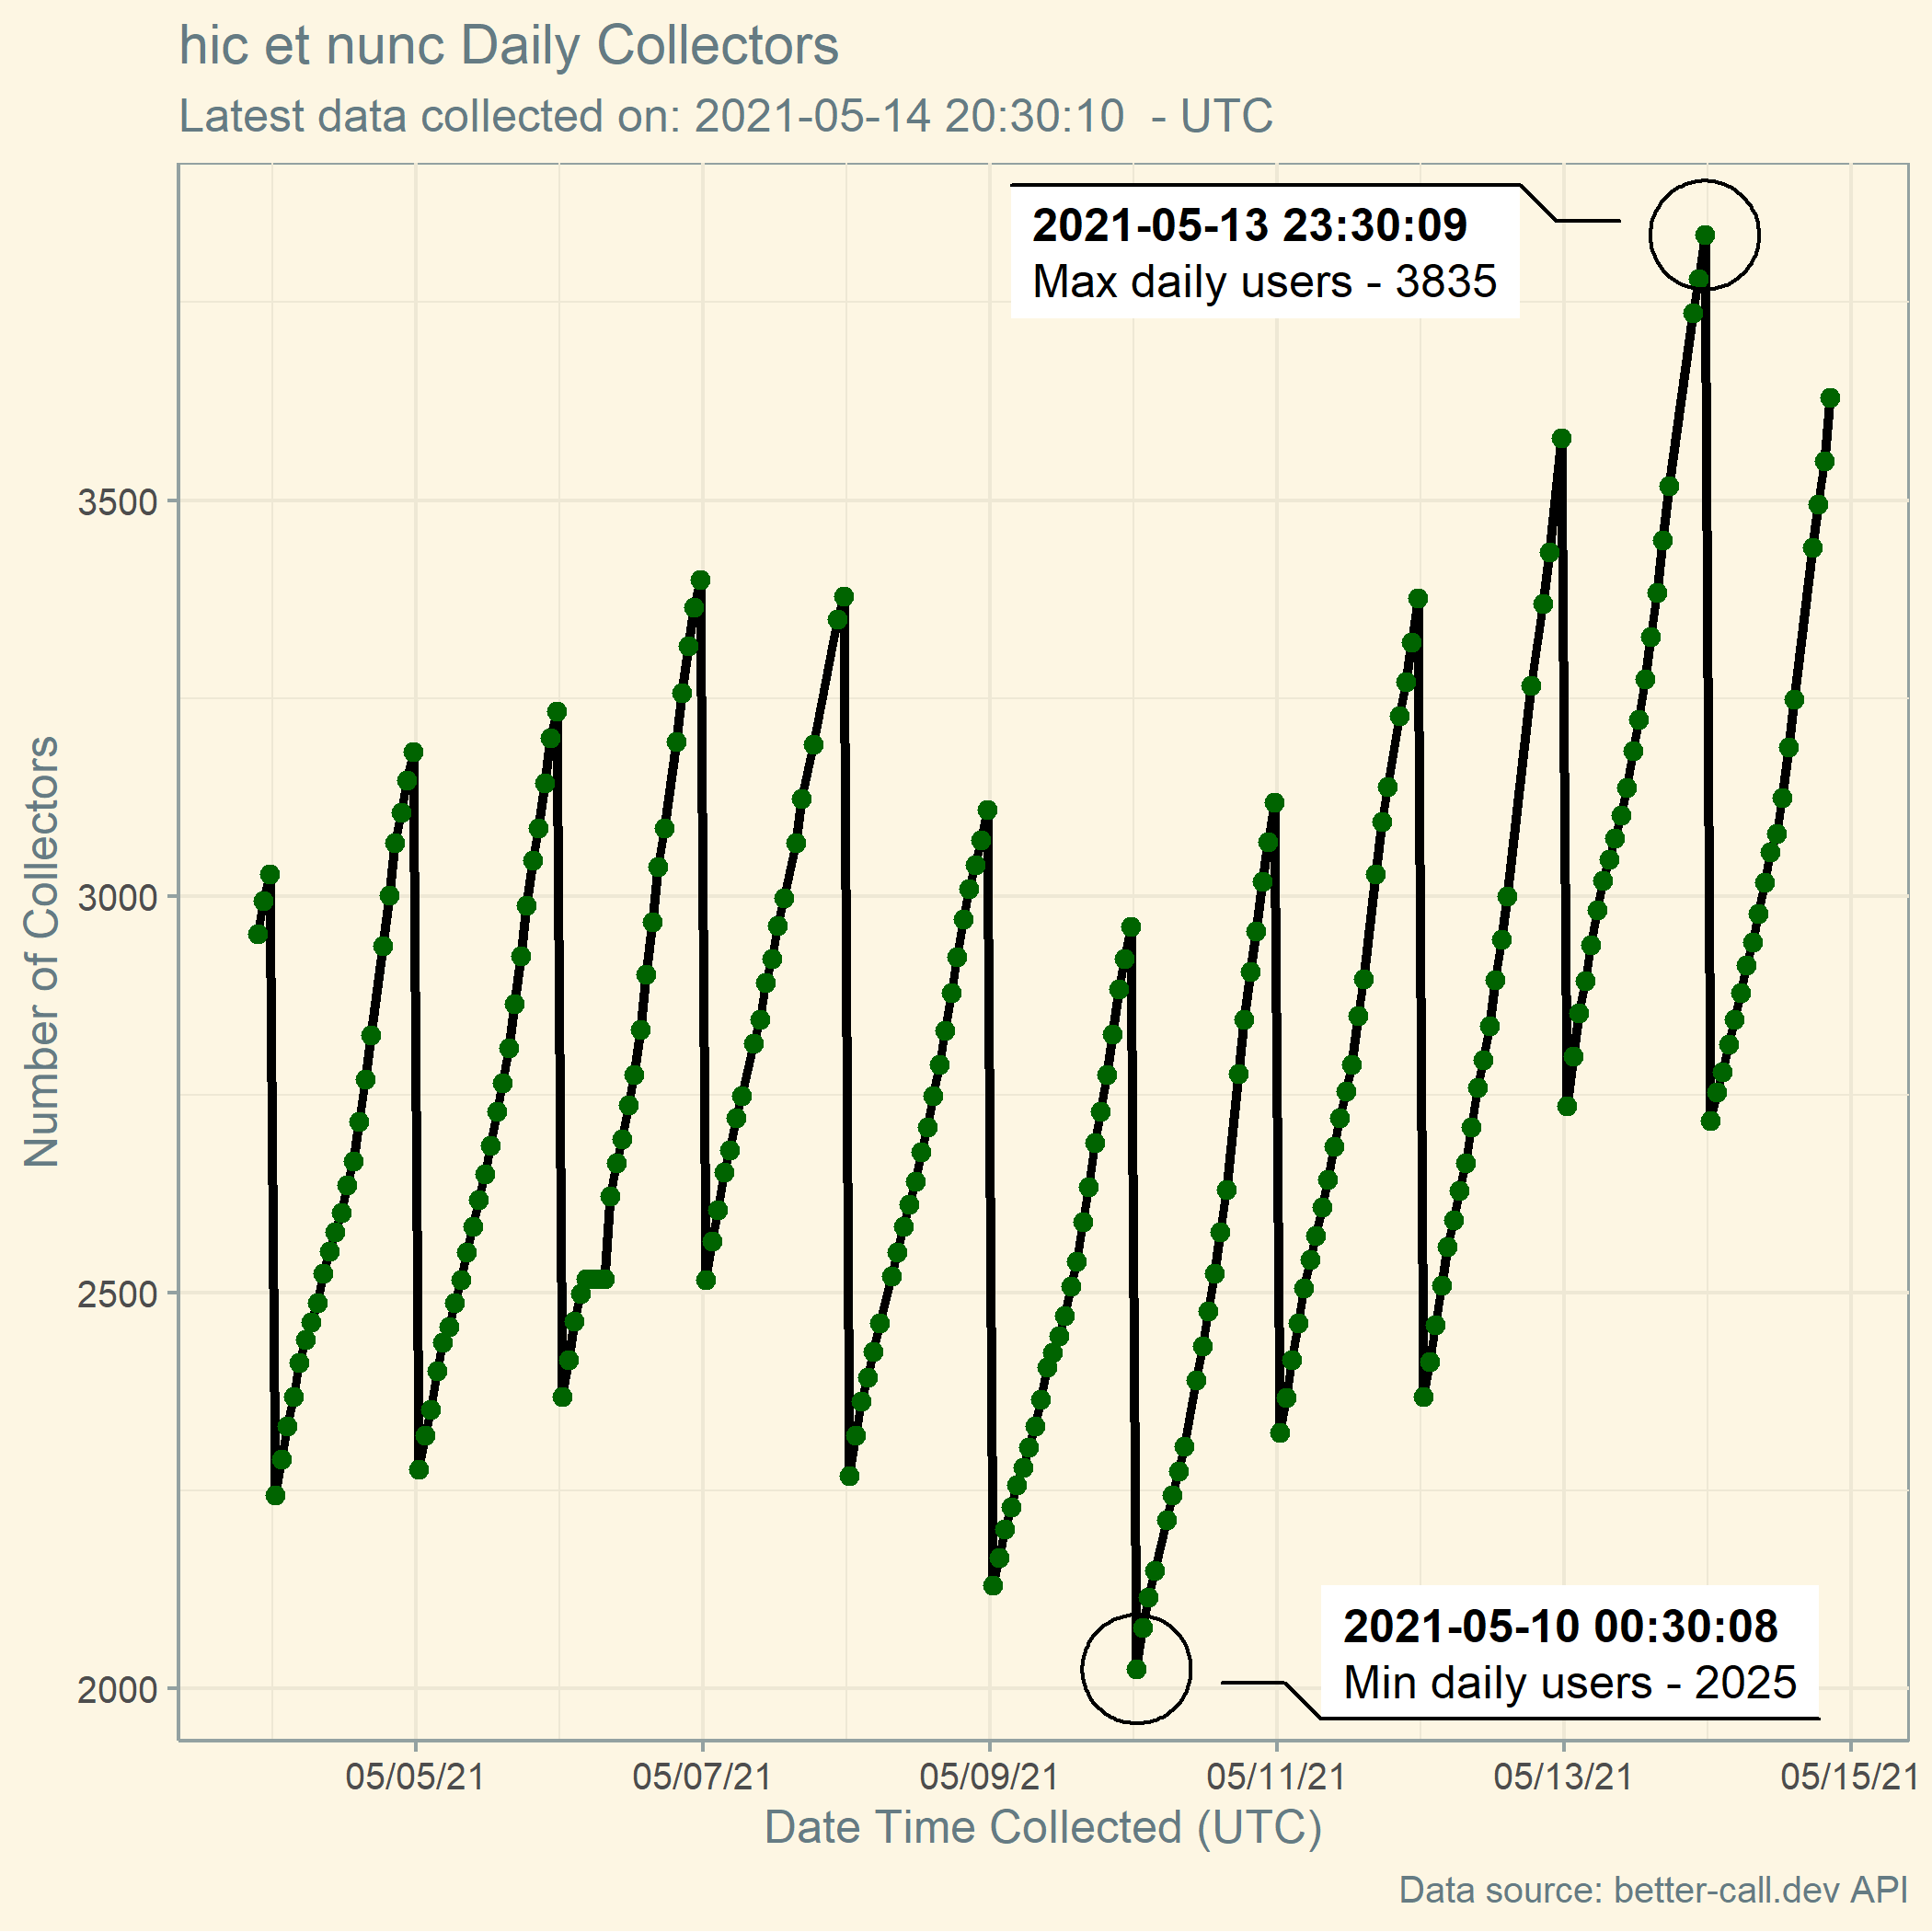 hic et nunc Daily Collectors
Latest data collected on: 2021-05-14 20:30:10  - UTC
2021-05-13 23:30:09
Max daily users - 3835
3500
3000
2500
2000
Number of Collectors
2021-05-10 00:30:08
Min daily users - 2025
05/05/21
05/07/21
05/09/21
05/11/21
05/13/21
05/15/21
Date Time Collected (UTC)
Data source: better-call.dev API